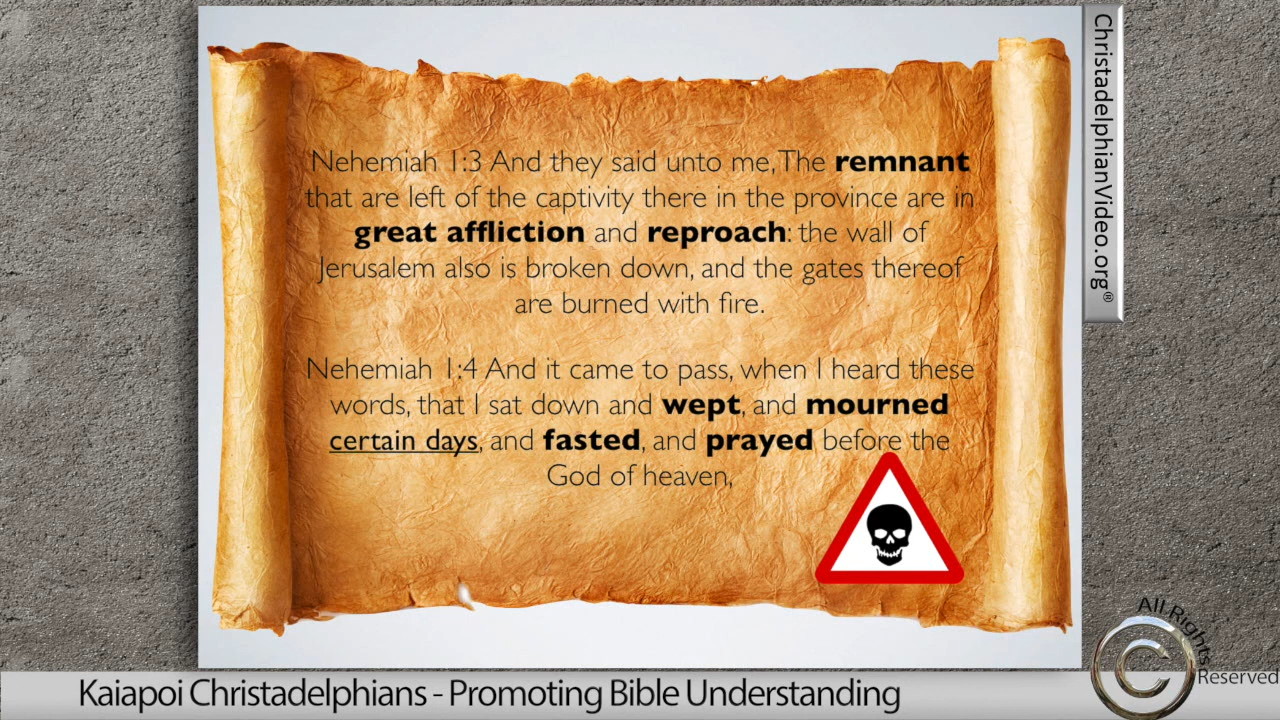 Nehemiah 1:3 And they said unto me, The remnant
that are left of the captivity there in the province are in
great affliction and reproach: the wall of
Jerusalem also is broken down, and the gates thereof
are burned with fire.
Nehemiah 1:4 And it came to pass, when I heard these
words, that I sat down and wept, and mourned
certain days, and fasted, and prayed before the
God of heaven,
ChristadelphianVideo.org®
All Rights
Reserved
C
Kaiapoi Christadelphians - Promoting Bible Understanding